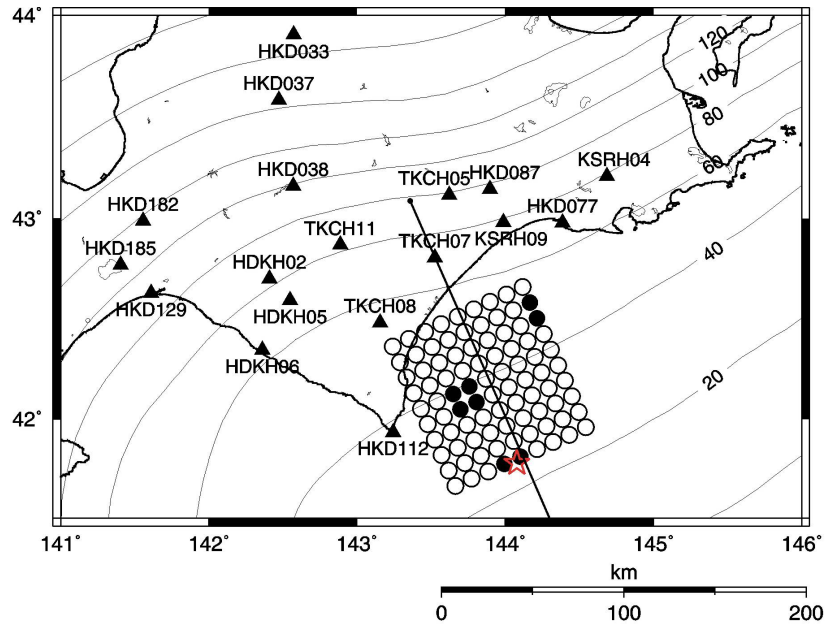 44˚
120
HKD033
100
HKD037
80
HKD038
TKCH05
HKD087
KSRH04
60
HKD182
43˚
HKD077
TKCH11
TKCH07
KSRH09
HKD185
40
HDKH02
HKD129
HDKH05
TKCH08
HDKH06
20
42˚
HKD112
141˚ 142˚ 143˚ 144˚ 145˚ 146˚
km
0 100 200